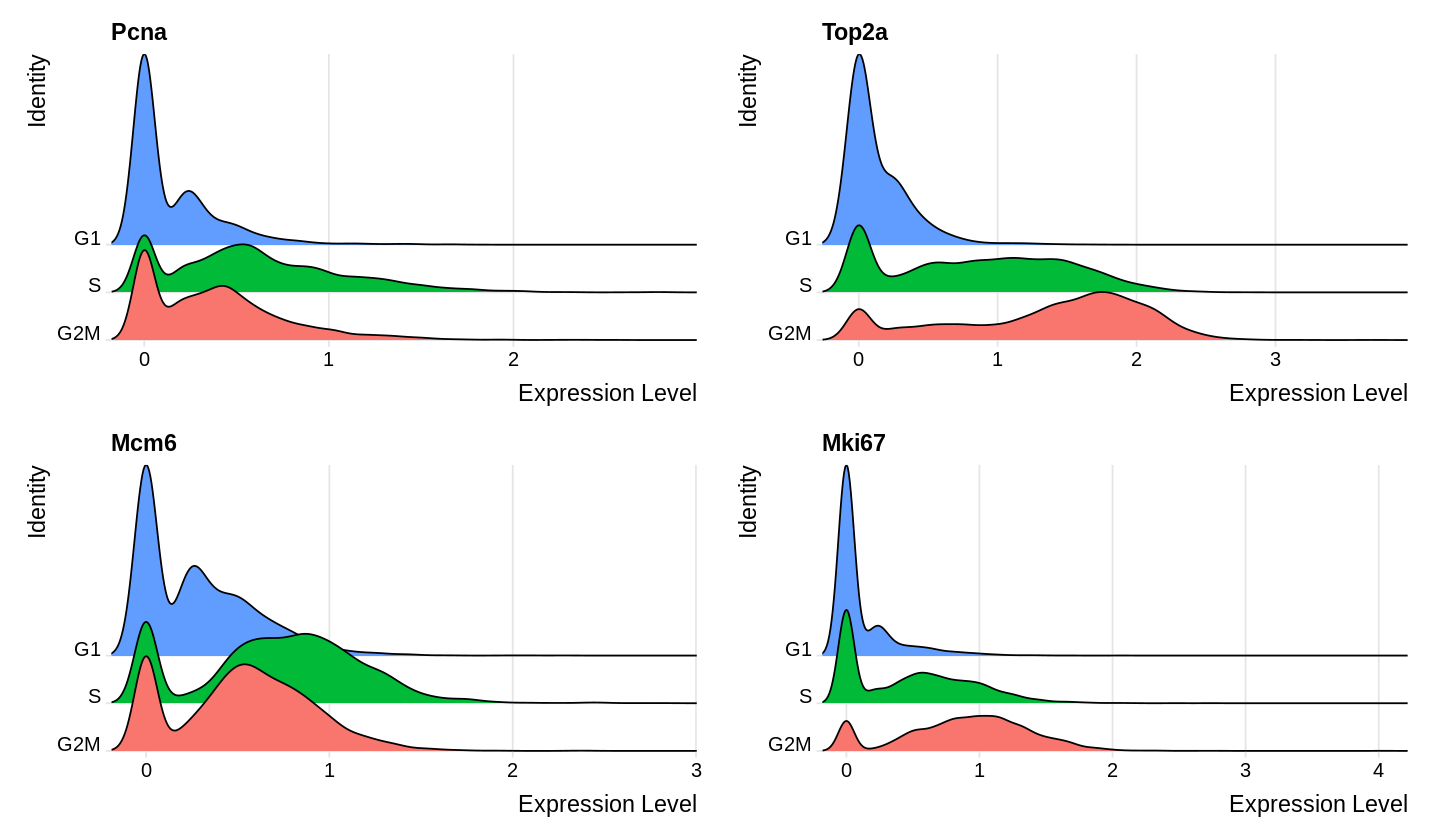 Pcna
Identity
G1
S
G2M
0 1 2
Expression Level
Top2a
Identity
G1
S
G2M
0 1 2 3
Expression Level
Mcm6
Identity
G1
S
G2M
0 1 2 3
Expression Level
Mki67
Identity
G1
S
G2M
0 1 2 3 4
Expression Level